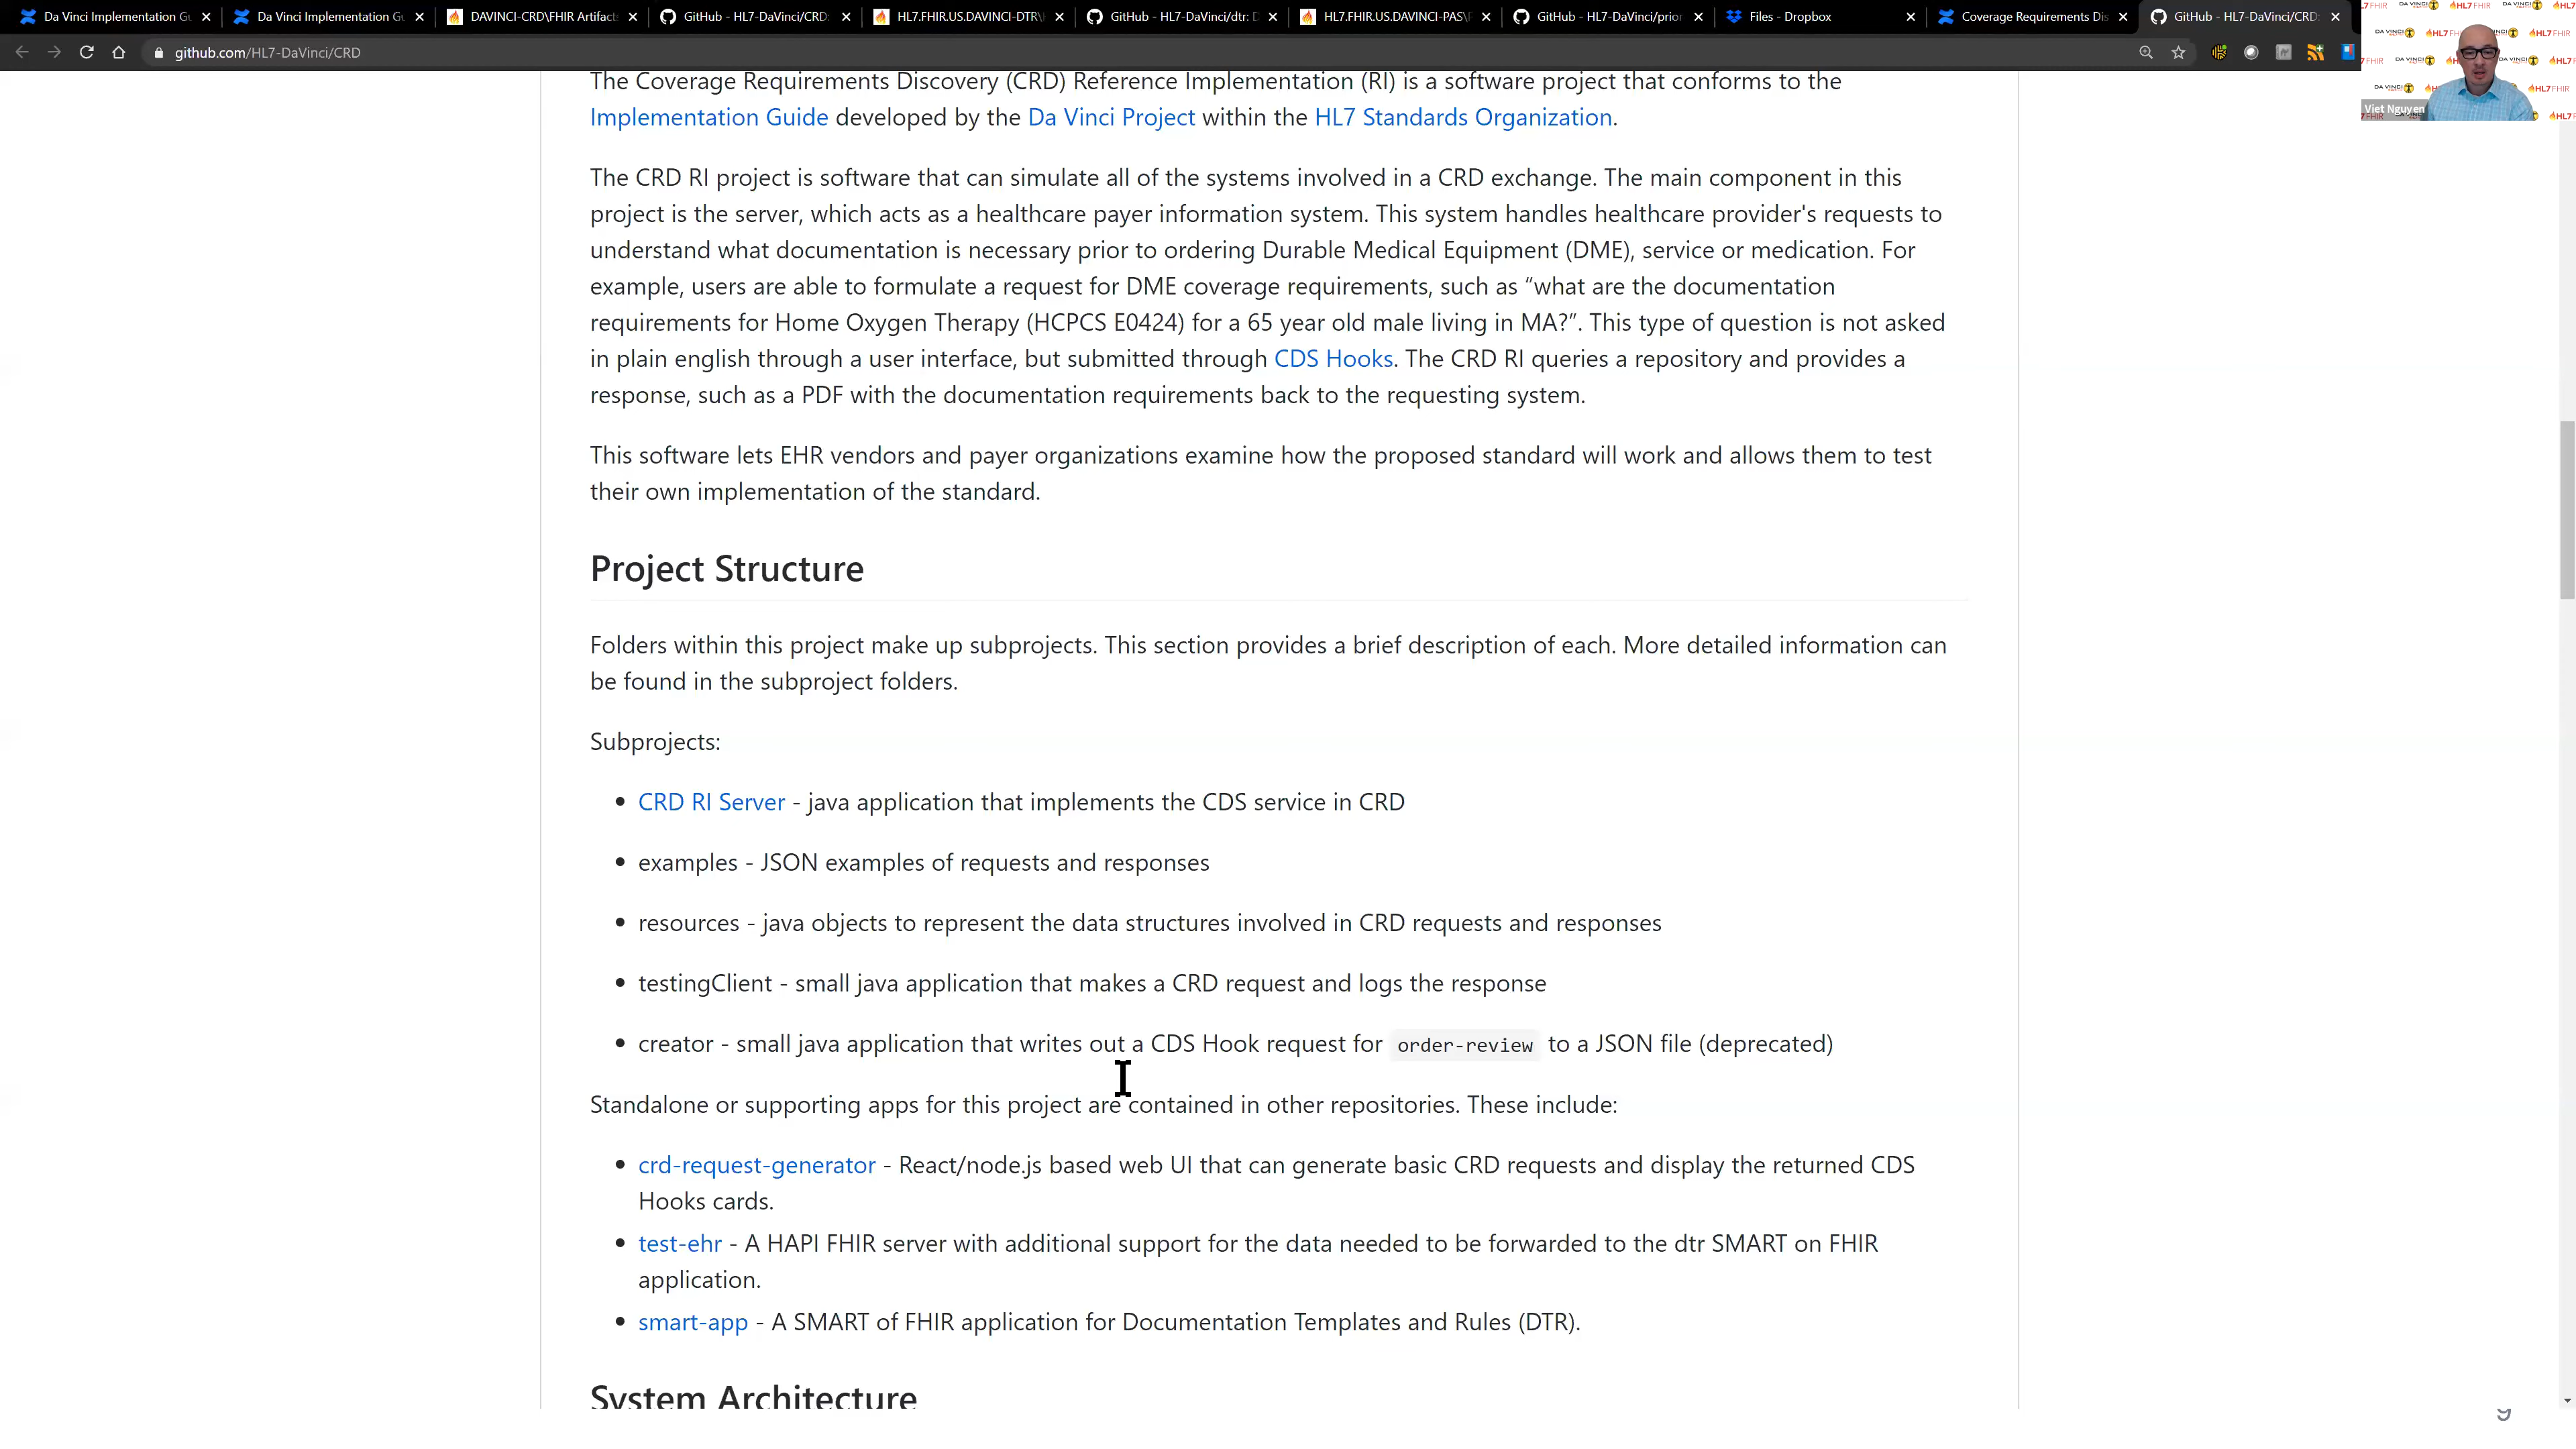 Da Vinci Implementation Gu
Da Vinci Implementation Gu
DAVINCI-CRD\FHIR Artifacts
GitHub - HL7-DaVinci/CRD:
HL7.FHIR.US.DAVINCI-DTR\
GitHub - HL7-DaVinci/dtr: D
HL7.FHIR.US.DAVINCI-PAS\F
GitHub - HL7-DaVinci/prior
Files - Dropbox
Coverage Requirements Dis
GitHub - HL7-DaVinci/CRD:
github.com/HL7-DaVinci/CRD
Viet Nguyen
The Coverage Requirements Discovery (CRD) Reference Implementation (RI) is a software project that conforms to the
Implementation Guide developed by the Da Vinci Project within the HL7 Standards Organization.
The CRD RI project is software that can simulate all of the systems involved in a CRD exchange. The main component in this
project is the server, which acts as a healthcare payer information system. This system handles healthcare provider's requests to
understand what documentation is necessary prior to ordering Durable Medical Equipment (DME), service or medication. For
example, users are able to formulate a request for DME coverage requirements, such as “what are the documentation
requirements for Home Oxygen Therapy (HCPCS E0424) for a 65 year old male living in MA?”. This type of question is not asked
in plain english through a user interface, but submitted through CDS Hooks. The CRD RI queries a repository and provides a
response, such as a PDF with the documentation requirements back to the requesting system.
This software lets EHR vendors and payer organizations examine how the proposed standard will work and allows them to test
their own implementation of the standard.
Project Structure
Folders within this project make up subprojects. This section provides a brief description of each. More detailed information can
be found in the subproject folders.
Subprojects:
• CRD RI Server - java application that implements the CDS service in CRD
• examples - JSON examples of requests and responses
• resources - java objects to represent the data structures involved in CRD requests and responses
• testingClient - small java application that makes a CRD request and logs the response
• creator - small java application that writes out a CDS Hook request for order-review to a JSON file (deprecated)
Standalone or supporting apps for this project are contained in other repositories. These include:
• crd-request-generator - React/node.js based web UI that can generate basic CRD requests and display the returned CDS
Hooks cards.
• test-ehr - A HAPI FHIR server with additional support for the data needed to be forwarded to the dtr SMART on FHIR
application.
• smart-app - A SMART of FHIR application for Documentation Templates and Rules (DTR).
System Architecture
9